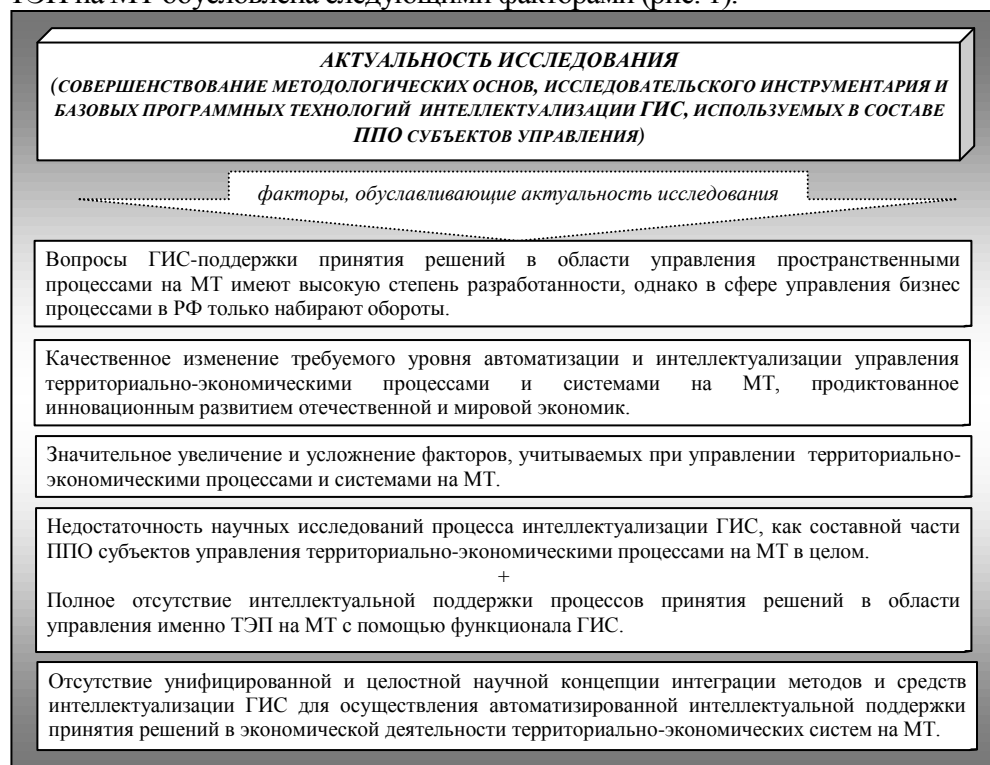 ТЭП на МТ обусловлена следующими факторами (рис. 1).
АКТУАЛЬНОСТЬ ИССЛЕДОВАНИЯ
(СОВЕРШЕНСТВОВАНИЕ МЕТОДОЛОГИЧЕСКИХ ОСНОВ, ИССЛЕДОВАТЕЛЬСКОГО ИНСТРУМЕНТАРИЯ И
БАЗОВЫХ ПРОГРАММНЫХ ТЕХНОЛОГИЙ ИНТЕЛЛЕКТУАЛИЗАЦИИ ГИС, ИСПОЛЬЗУЕМЫХ В СОСТАВЕ
ППО СУБЪЕКТОВ УПРАВЛЕНИЯ)
факторы, обуславливающие актуальность исследования
Вопросы ГИС-поддержки принятия решений в области управления пространственными
процессами на МТ имеют высокую степень разработанности, однако в сфере управления бизнес
процессами в РФ только набирают обороты.
Качественное изменение требуемого уровня автоматизации и интеллектуализации управления
территориально-экономическими процессами и системами на МТ, продиктованное
инновационным развитием отечественной и мировой экономик.
Значительное увеличение и усложнение факторов, учитываемых при управлении территориально-
экономическими процессами и системами на МТ.
Недостаточность научных исследований процесса интеллектуализации ГИС, как составной части
ППО субъектов управления территориально-экономическими процессами на МТ в целом.
+
Полное отсутствие интеллектуальной поддержки процессов принятия решений в области
управления именно ТЭП на МТ с помощью функционала ГИС.
Отсутствие унифицированной и целостной научной концепции интеграции методов и средств
интеллектуализации ГИС для осуществления автоматизированной интеллектуальной поддержки
принятия решений в экономической деятельности территориально-экономических систем на МТ.